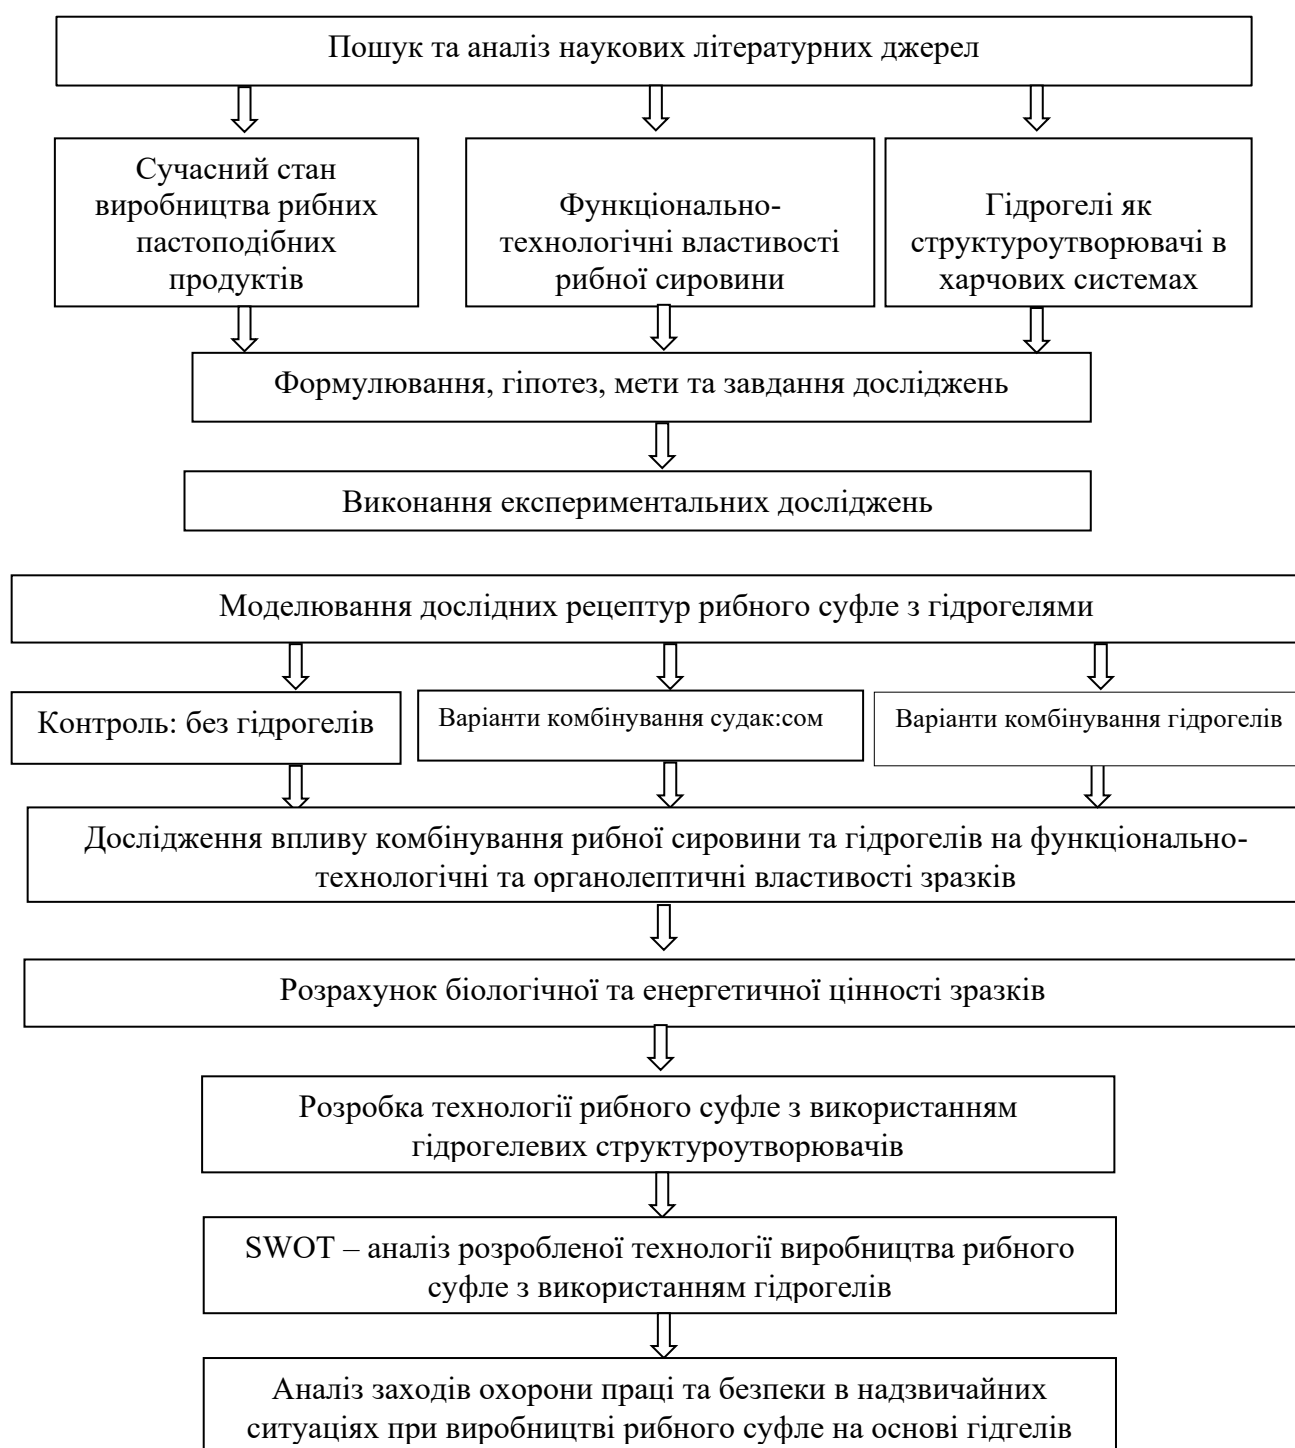 Пошук та аналіз наукових літературних джерел
Сучасний стан
виробництва рибних
пастоподібних
продуктів
Функціонально-
технологічні властивості
рибної сировини
Гідрогелі як
структуроутворювачі в
харчових системах
Формулювання, гіпотез, мети та завдання досліджень
Виконання експериментальних досліджень
Моделювання дослідних рецептур рибного суфле з гідрогелями
Контроль: без гідрогелів
Варіанти комбінування судак:сом
Варіанти комбінування гідрогелів
Дослідження впливу комбінування рибної сировини та гідрогелів на функціонально-
технологічні та органолептичні властивості зразків
Розрахунок біологічної та енергетичної цінності зразків
Розробка технології рибного суфле з використанням
гідрогелевих структуроутворювачів
SWOT – аналіз розробленої технології виробництва рибного
суфле з використанням гідрогелів
Аналіз заходів охорони праці та безпеки в надзвичайних
ситуаціях при виробництві рибного суфле на основі гідгелів